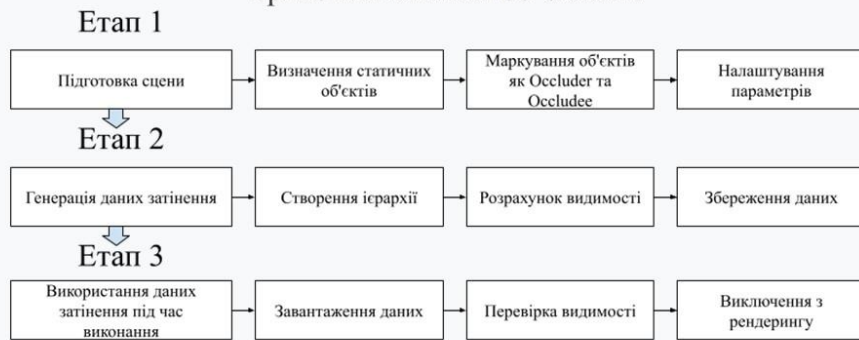 Етап 1
Підготовка сцени
Визначення статичних
об'єктів
Маркування об'єктів
як Occluder та
Occludee
Налаштування
параметрів
Етап 2
Генерація даних затінення
Створення ієрархії
Розрахунок видимості
Збереження даних
Етап 3
Використання даних
затінення під час
виконання
Завантаження даних
Перевірка видимості
Виключення з
рендерингу